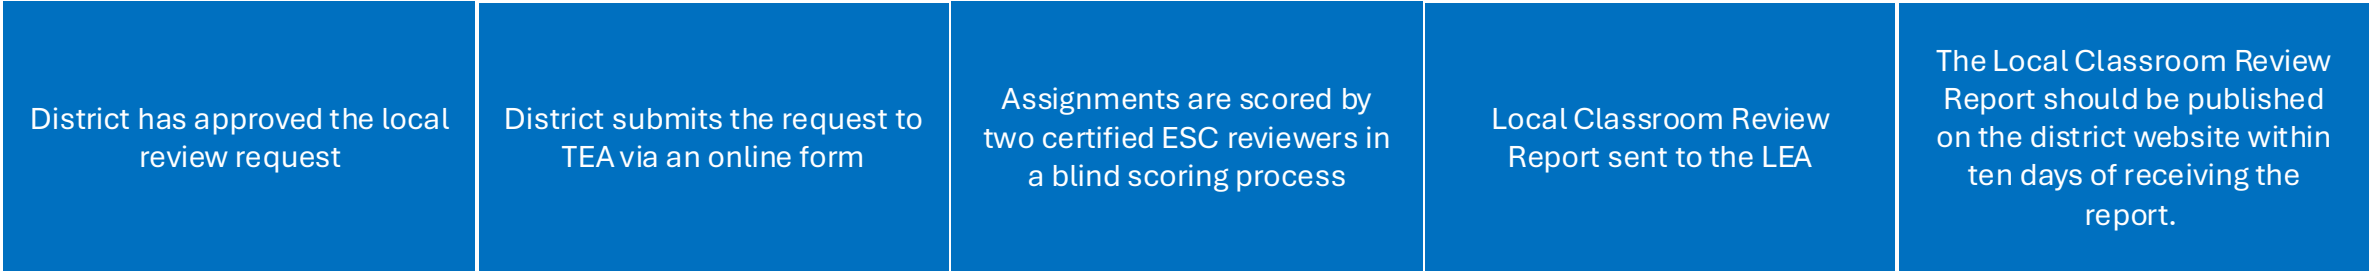 District has approved the local
review request
District submits the request to
TEA via an online form
Assignments are scored by
two certified ESC reviewers in
a blind scoring process
Local Classroom Review
Report sent to the LEA
The Local Classroom Review
Report should be published
on the district website within
ten days of receiving the
report.